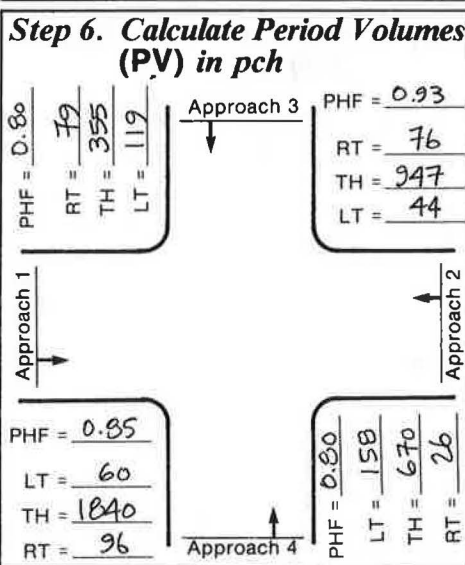 Step 6. Calculate Period Volumes
(PV) in pch
PHF = 0.80
RT = 79
TH = 355
LT = 119
Approach 3
PHF = 0.93
RT = 76
TH = 947
LT = 44
Approach 1
Approach 2
PHF = 0.85
LT = 60
TH = 1840
RT = 96
Approach 4
PHF = 0.80
LT = 158
TH = 670
RT = 26